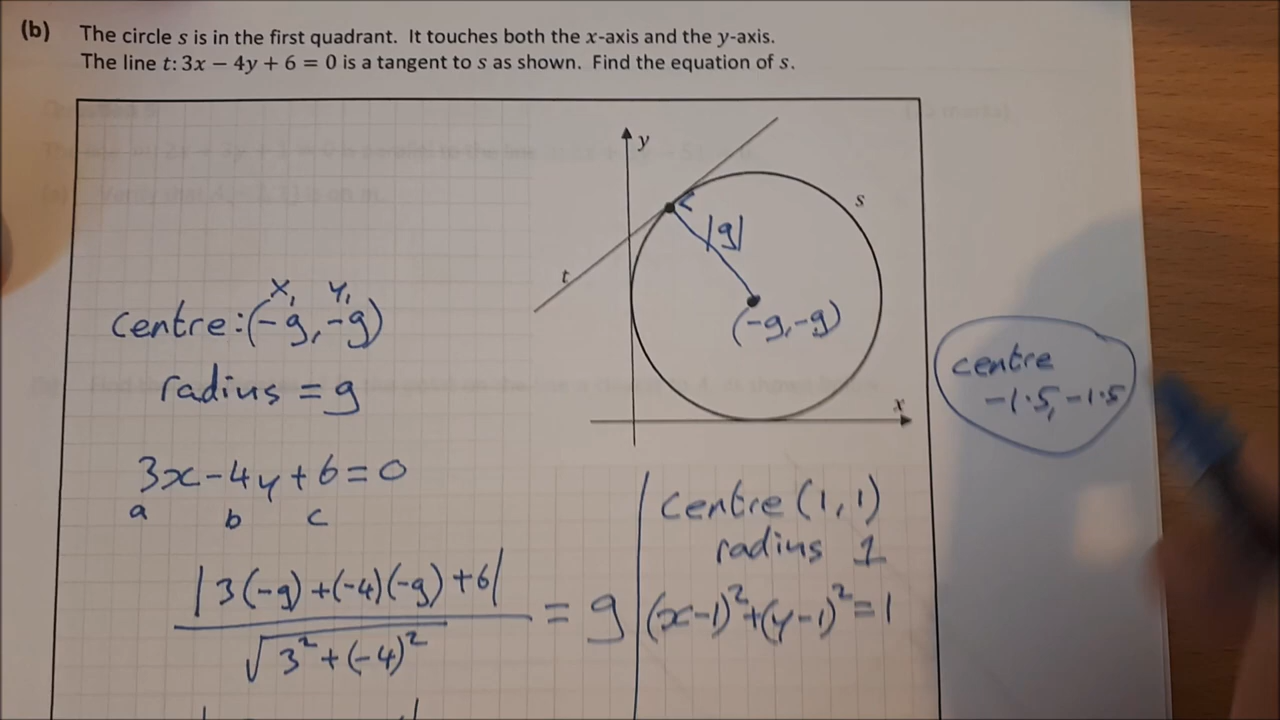 (b) The circle s is in the first quadrant. It touches both the x-axis and the y-axis.
The line t: 3x − 4y + 6 = 0 is a tangent to s as shown. Find the equation of s.
y
s
|g|
t
x₁ y₁
centre:(-g,-g)
(-g,-g)
radius = g
x
centre
-1.5, -1.5
3x-4y+6=0
a b c
|3(-g)+(-4)(-g)+6|
√3²+(-4)²
= g
centre (1,1)
radius 1
(x-1)²+(y-1)²=1